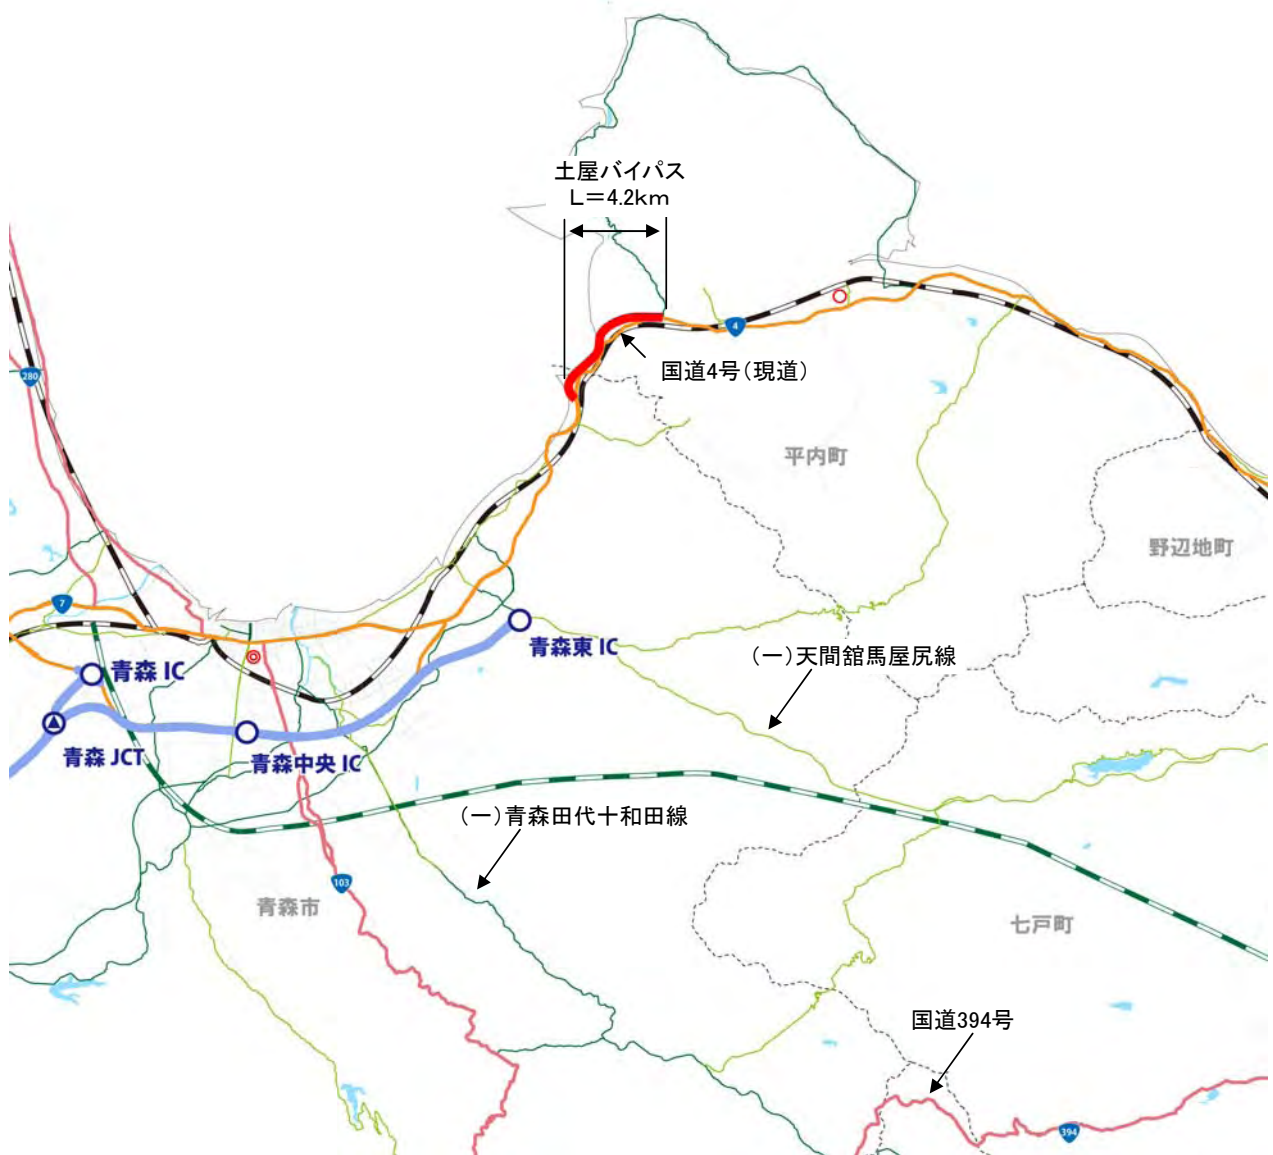 土屋バイパス
L=4.2km
4
国道4号(現道)
280
平内町
野辺地町
7
青森東 IC
(一)天間舘馬屋尻線
青森 IC
青森 JCT
青森中央 IC
(一)青森田代十和田線
103
青森市
七戸町
国道394号
394